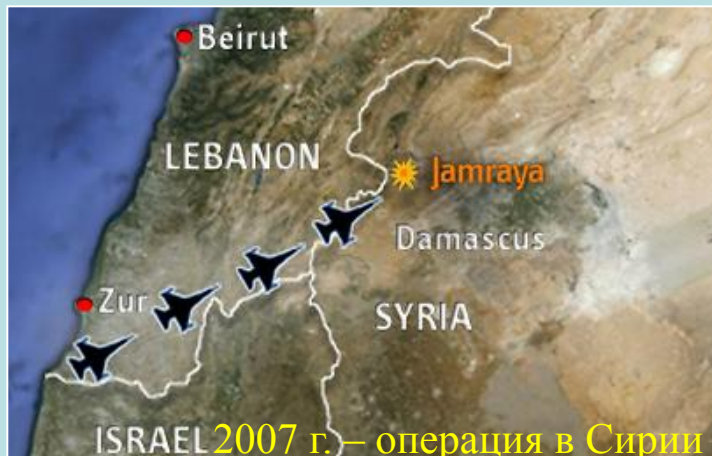 Beirut
LEBANON
Jamraya
Damascus
Zur
SYRIA
ISRAEL
2007 г. – операция в Сирии